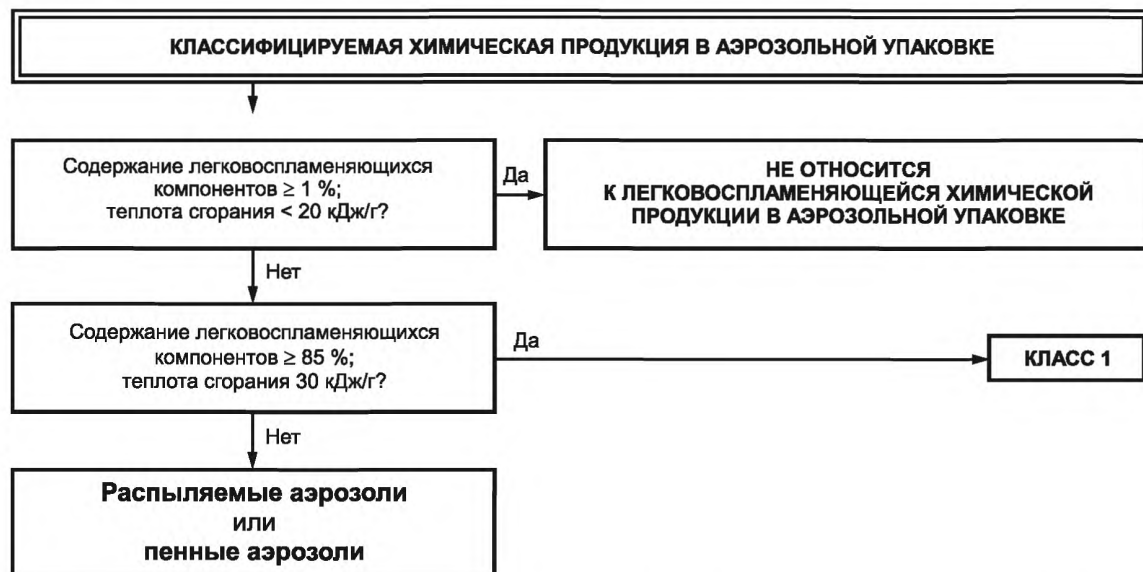 КЛАССИФИЦИРУЕМАЯ ХИМИЧЕСКАЯ ПРОДУКЦИЯ В АЭРОЗОЛЬНОЙ УПАКОВКЕ
Содержание легковоспламеняющихся
компонентов ≥ 1 %;
теплота сгорания < 20 кДж/г?
Да
НЕ ОТНОСИТСЯ
К ЛЕГКОВОСПЛАМЕНЯЮЩЕЙСЯ ХИМИЧЕСКОЙ
ПРОДУКЦИИ В АЭРОЗОЛЬНОЙ УПАКОВКЕ
Нет
Содержание легковоспламеняющихся
компонентов ≥ 85 %;
теплота сгорания 30 кДж/г?
Да
КЛАСС 1
Нет
Распыляемые аэрозоли
или
пенные аэрозоли